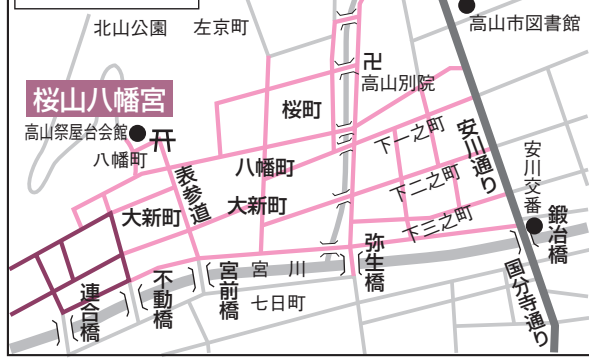 北山公園
左京町
高山市図書館
卍
高山別院
桜山八幡宮
高山祭屋台会館
八幡町
桜町
表参道
八幡町
大新町
大新町
下一之町
下二之町
下三之町
安川通り
安川交番
鍛冶橋
国分寺通り
弥生橋
宮川
宮前橋
不動橋
連合橋
七日町